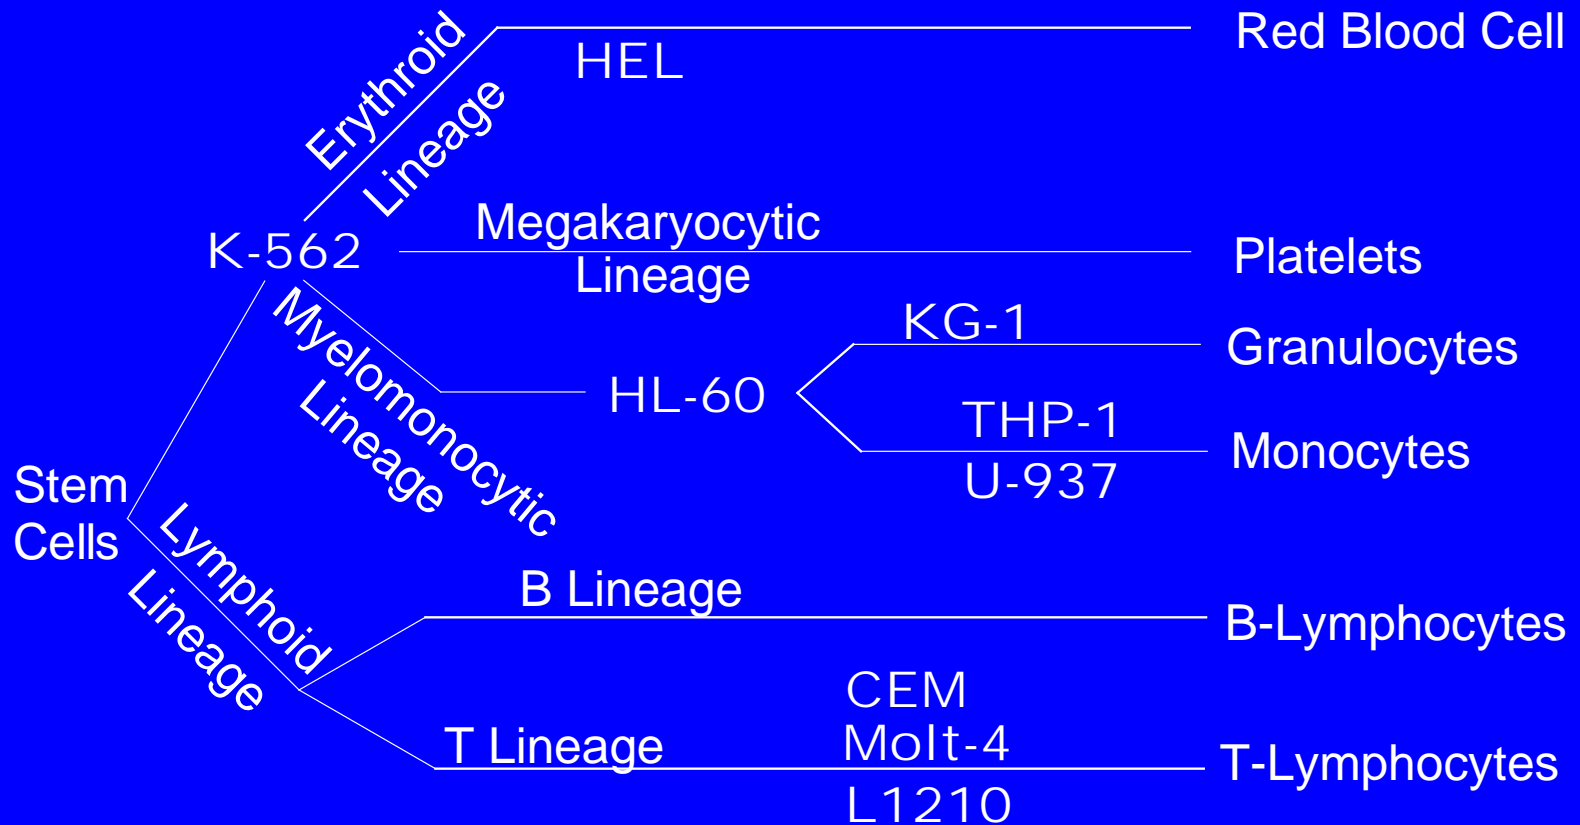 Red Blood Cell
HEL
Erythroid
Lineage
Megakaryocytic
Lineage
K-562
Platelets
KG-1
Granulocytes
Myelomonocytic
Lineage
HL-60
THP-1
U-937
Monocytes
Stem
Cells
Lymphoid
Lineage
B Lineage
B-Lymphocytes
CEM
Molt-4
T Lineage
T-Lymphocytes
L1210